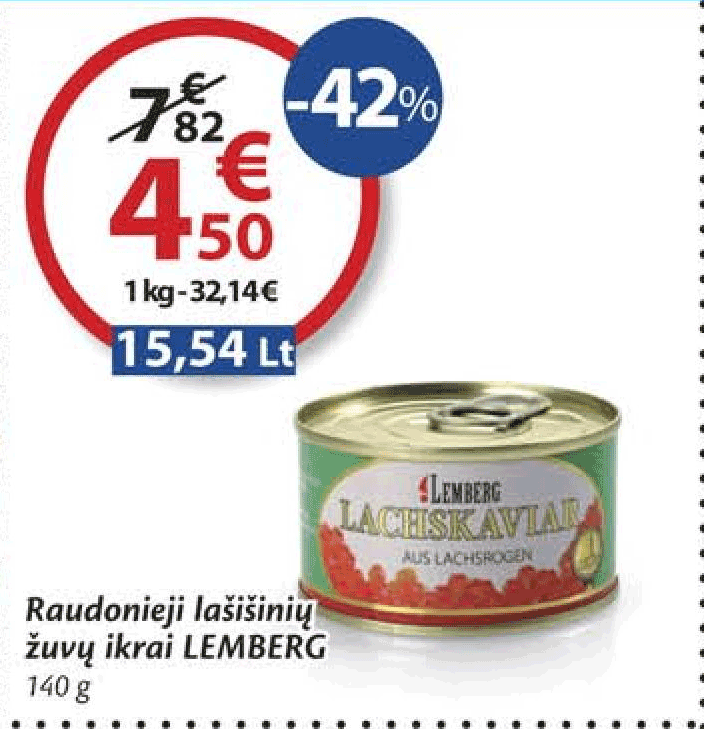 -42%
7 € 82
4 € 50
1 kg - 32,14 €
15,54 Lt
LEMBERG
LACHSKAVIAR
AUS LACHSROGEN
Raudonieji lašišinių
žuvų ikrai LEMBERG
140 g